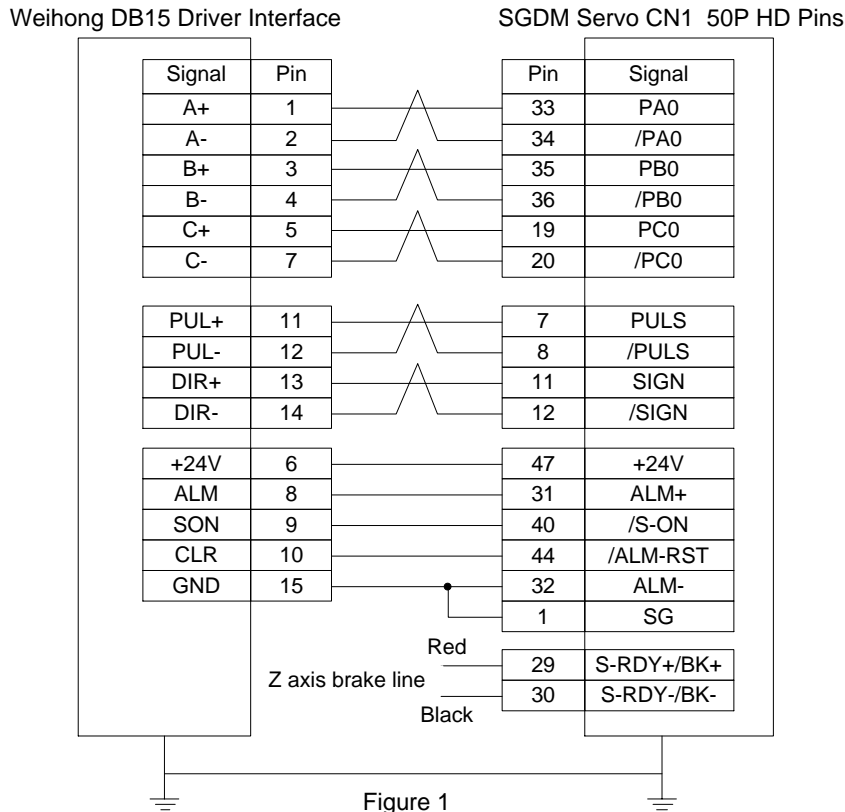 Weihong DB15 Driver Interface SGDM Servo CN1 50P HD Pins
Signal Pin Pin Signal
A+ 1 33 PA0
A- 2 34 /PA0
B+ 3 35 PB0
B- 4 36 /PB0
C+ 5 19 PC0
C- 7 20 /PC0
PUL+ 11 7 PULS
PUL- 12 8 /PULS
DIR+ 13 11 SIGN
DIR- 14 12 /SIGN
+24V 6 47 +24V
ALM 8 31 ALM+
SON 9 40 /S-ON
CLR 10 44 /ALM-RST
GND 15 32 ALM-
1 SG
Red
29 S-RDY+/BK+
Z axis brake line
30 S-RDY-/BK-
Black
Figure 1